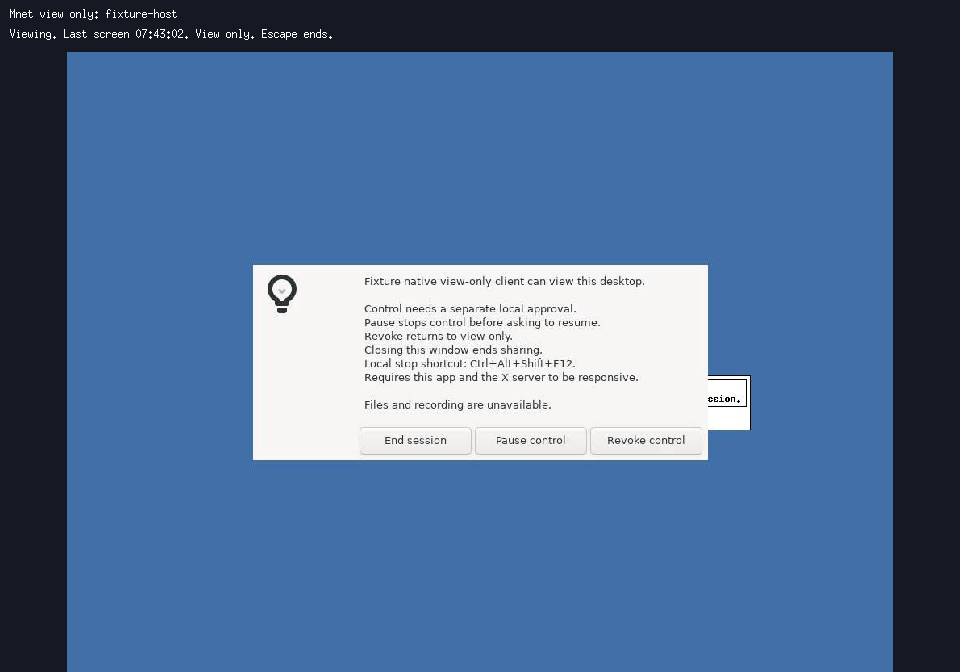 Mnet view only: fixture-host
Viewing. Last screen 07:43:02. View only. Escape ends.
Fixture native view-only client can view this desktop.
Control needs a separate local approval.
Pause stops control before asking to resume.
Revoke returns to view only.
Closing this window ends sharing.
Local stop shortcut: Ctrl+Alt+Shift+F12.
Requires this app and the X server to be responsive.
ssion.
Files and recording are unavailable.
End session Pause control Revoke control